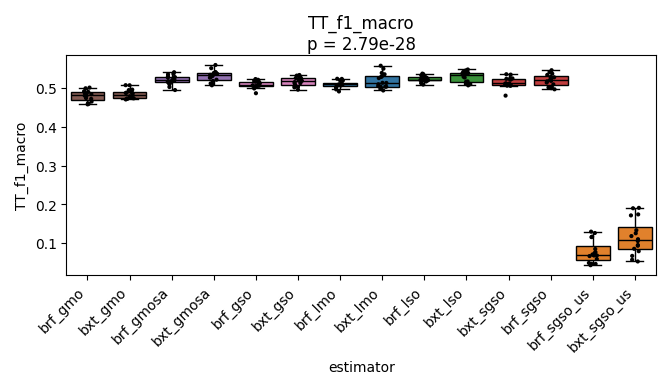 TT_f1_macro
p = 2.79e-28
TT_f1_macro
0.5
0.4
0.3
0.2
0.1
brf_gmo
bxt_gmo
brf_gmosa
bxt_gmosa
brf_gso
bxt_gso
brf_lmo
bxt_lmo
brf_lso
bxt_lso
bxt_sgso
brf_sgso
brf_sgso_us
bxt_sgso_us
estimator